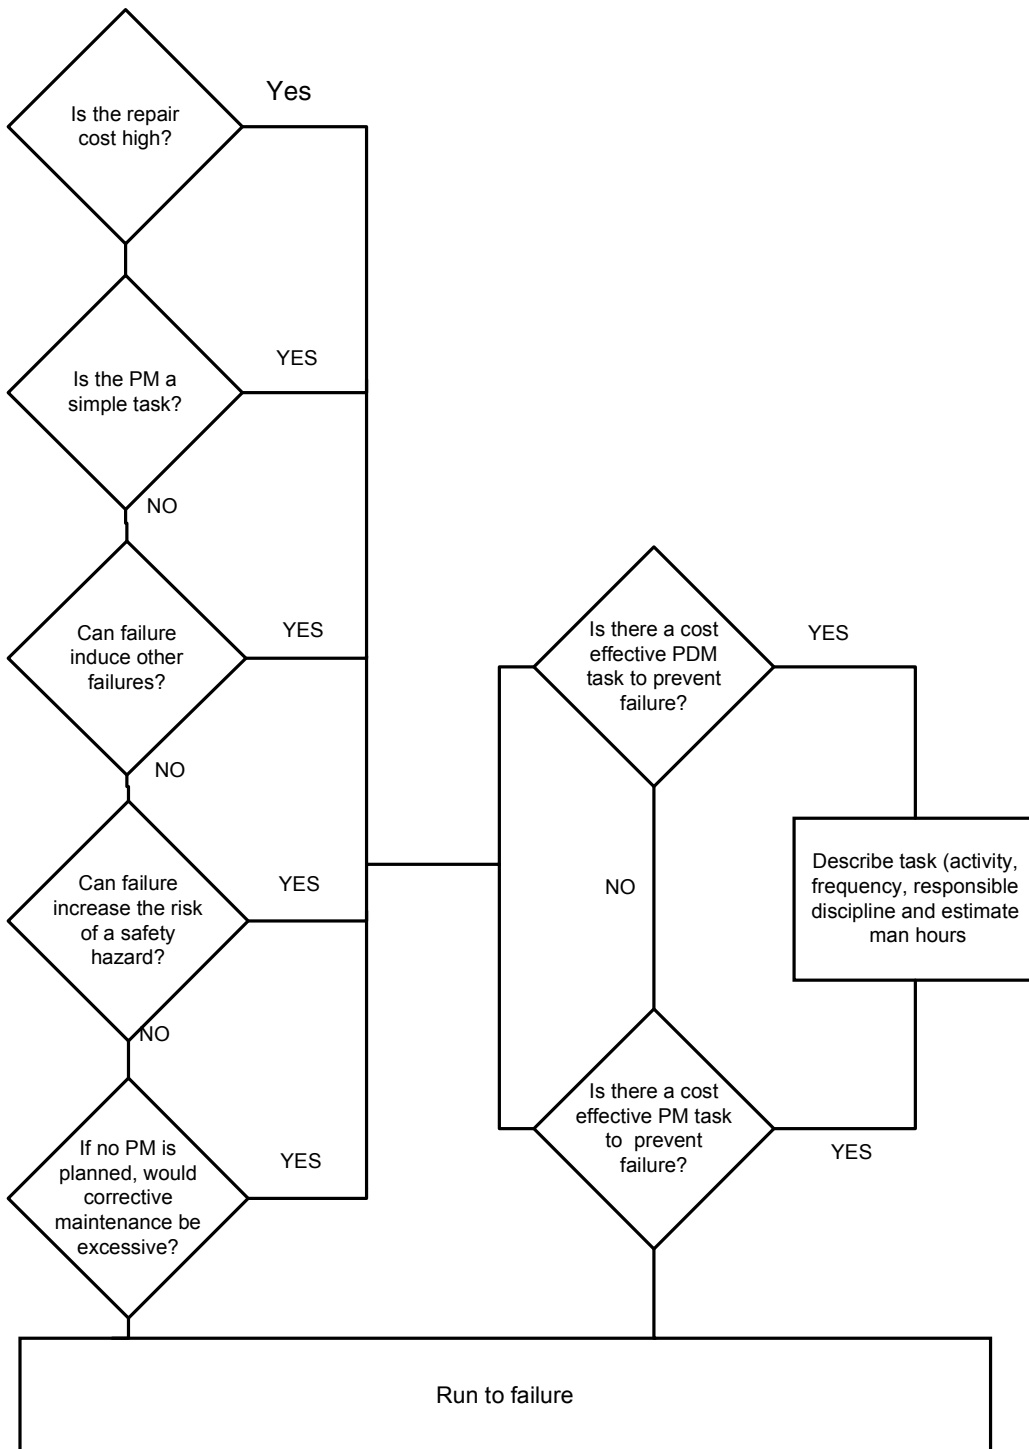 Yes
Is the repair
cost high?
YES
Is the PM a
simple task?
NO
YES
Can failure
induce other
failures?
NO
YES
Can failure
increase the risk
of a safety
hazard?
NO
YES
If no PM is
planned, would
corrective
maintenance be
excessive?
Is there a cost
effective PDM
task to prevent
failure?
YES
NO
Describe task (activity,
frequency, responsible
discipline and estimate
man hours
Is there a cost
effective PM task
to prevent
failure?
YES
Run to failure